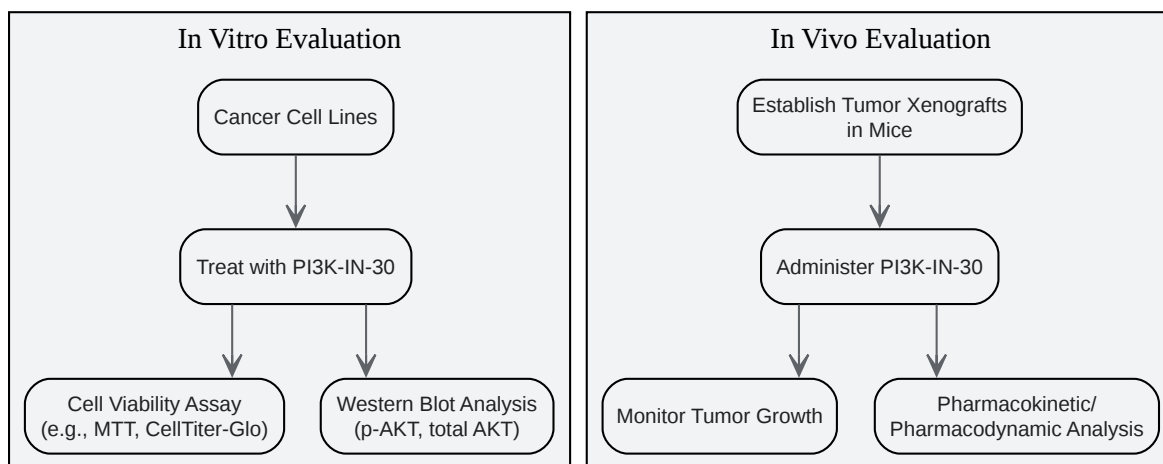 In Vitro Evaluation
Cancer Cell Lines
Treat with PI3K-IN-30
Cell Viability Assay
(e.g., MTT, CellTiter-Glo)
Western Blot Analysis
(p-AKT, total AKT)
In Vivo Evaluation
Establish Tumor Xenografts
in Mice
Administer PI3K-IN-30
Monitor Tumor Growth
Pharmacokinetic/
Pharmacodynamic Analysis